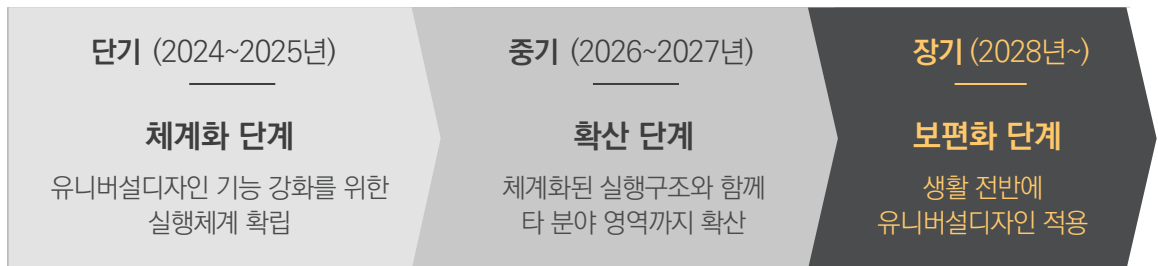 단기 (2024~2025년)
체계화 단계
유니버설디자인 기능 강화를 위한
실행체계 확립
중기 (2026~2027년)
확산 단계
체계화된 실행구조와 함께
타 분야 영역까지 확산
장기 (2028년~)
보편화 단계
생활 전반에
유니버설디자인 적용